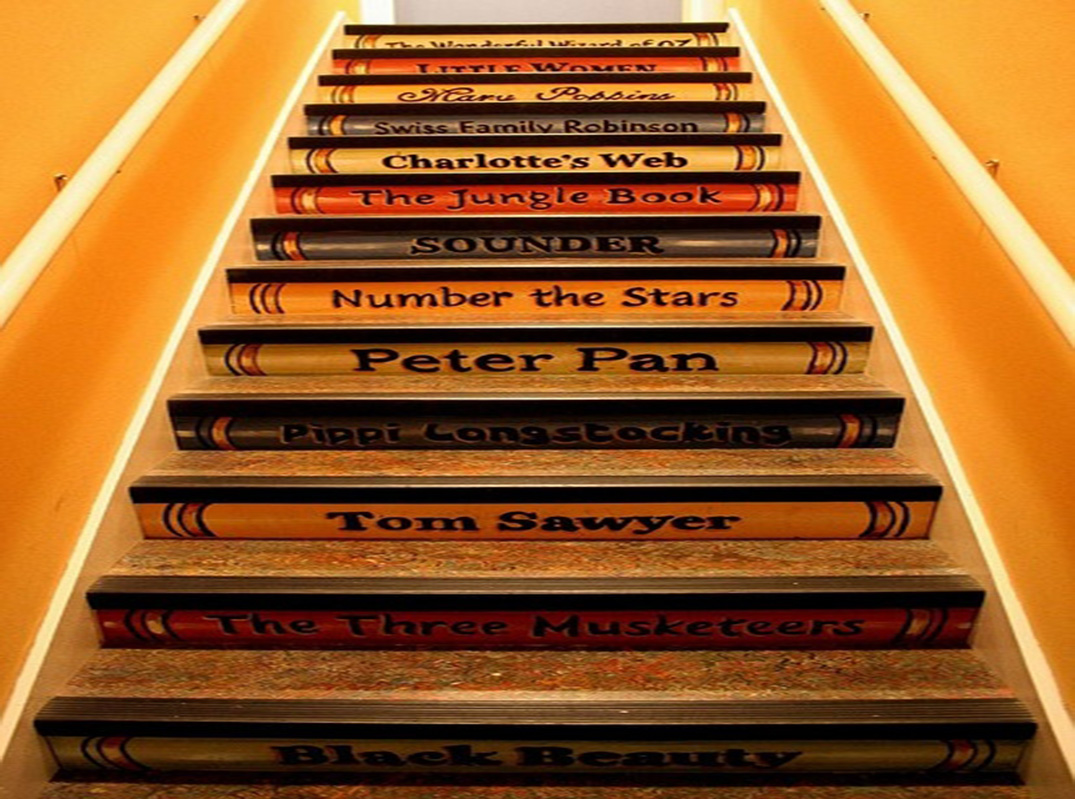 The Wonderful Wizard of OZ
LITTLE WOMEN
Mary Poppins
Swiss Family Robinson
Charlotte's Web
The Jungle Book
SOUNDER
Number the Stars
Peter Pan
Pippi Longstocking
Tom Sawyer
The Three Musketeers
Black Beauty